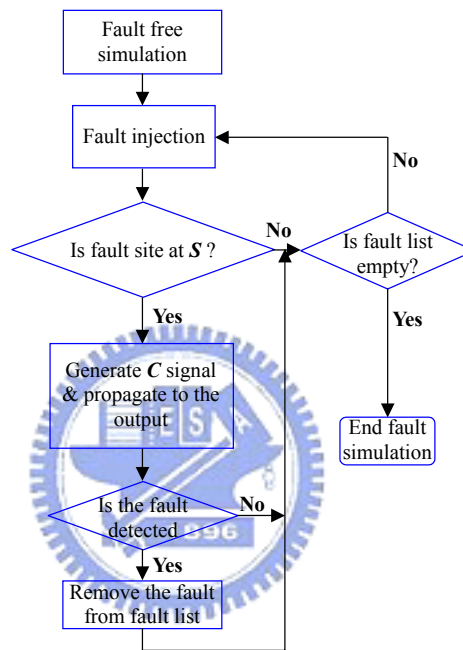 Fault free
simulation
Fault injection
No
Is fault site at S ?
No
Is fault list
empty?
Yes
Yes
Generate C signal
& propagate to the
output
End fault
simulation
Is the fault
detected
No
1896
Yes
Remove the fault
from fault list